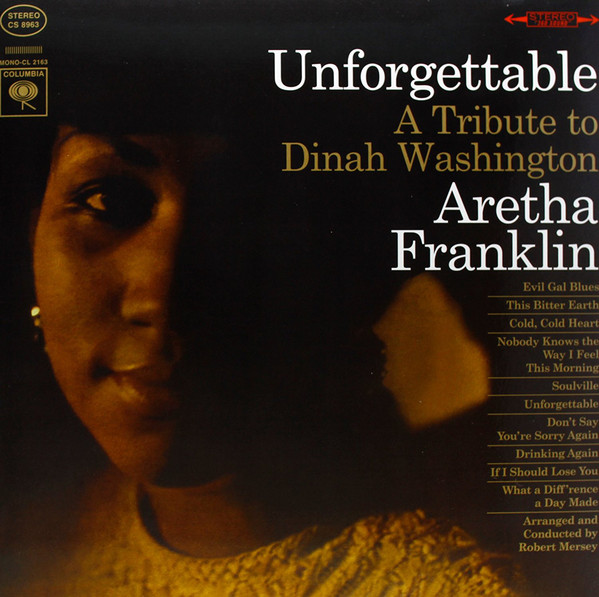 STEREO
CS 8963
MONO-CL 2163
COLUMBIA
STEREO
Unforgettable
A Tribute to
Dinah Washington
Aretha
Franklin
Evil Gal Blues
This Bitter Earth
Cold, Cold Heart
Nobody Knows the
Way I Feel
This Morning
Soulville
Unforgettable
Don't Say
You're Sorry Again
Drinking Again
If I Should Lose You
What a Diff'rence
a Day Made
Arranged and
Conducted by
Robert Mersey